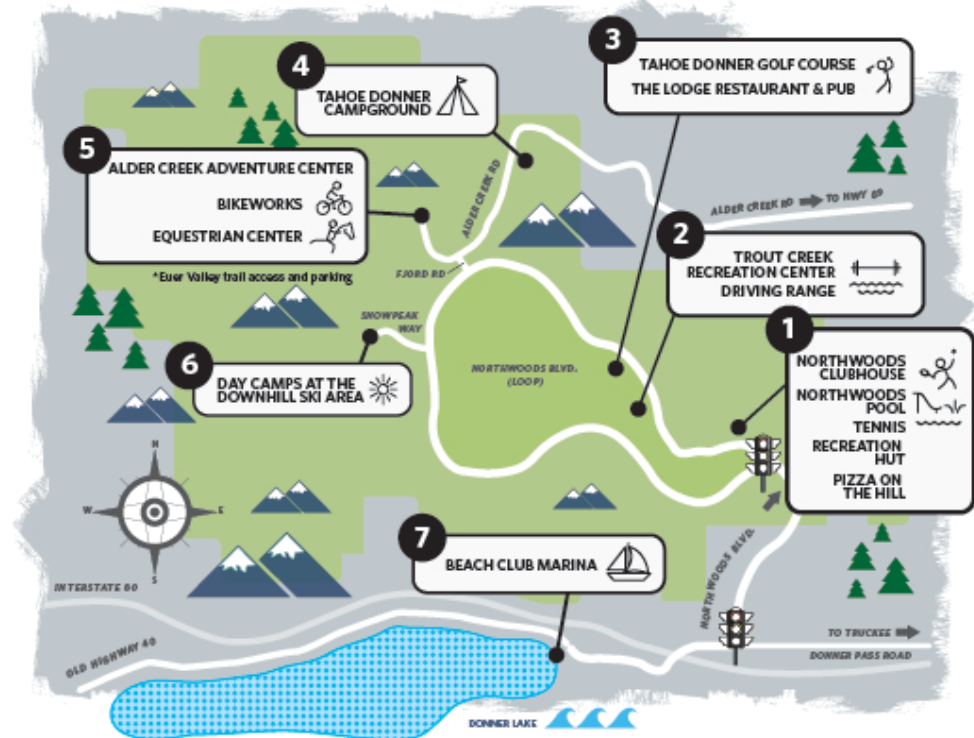 3
TAHOE DONNER GOLF COURSE
THE LODGE RESTAURANT & PUB
4
TAHOE DONNER
CAMPGROUND
5
ALDER CREEK ADVENTURE CENTER
BIKEWORKS
EQUESTRIAN CENTER
*Euer Valley trail access and parking
ALDER CREEK RD
ALDER CREEK RD
TO HWY 89
2
TROUT CREEK
RECREATION CENTER
DRIVING RANGE
FJORD RD
SNOWPEAK
WAY
1
NORTHWOODS
CLUBHOUSE
NORTHWOODS
POOL
TENNIS
RECREATION
HUT
PIZZA ON
THE HILL
6
DAY CAMPS AT THE
DOWNHILL SKI AREA
NORTHWOODS BLVD.
(LOOP)
N
W
E
S
7
BEACH CLUB MARINA
NORTHWOODS BLVD.
INTERSTATE 80
OLD HIGHWAY 40
TO TRUCKEE
DONNER PASS ROAD
DONNER LAKE